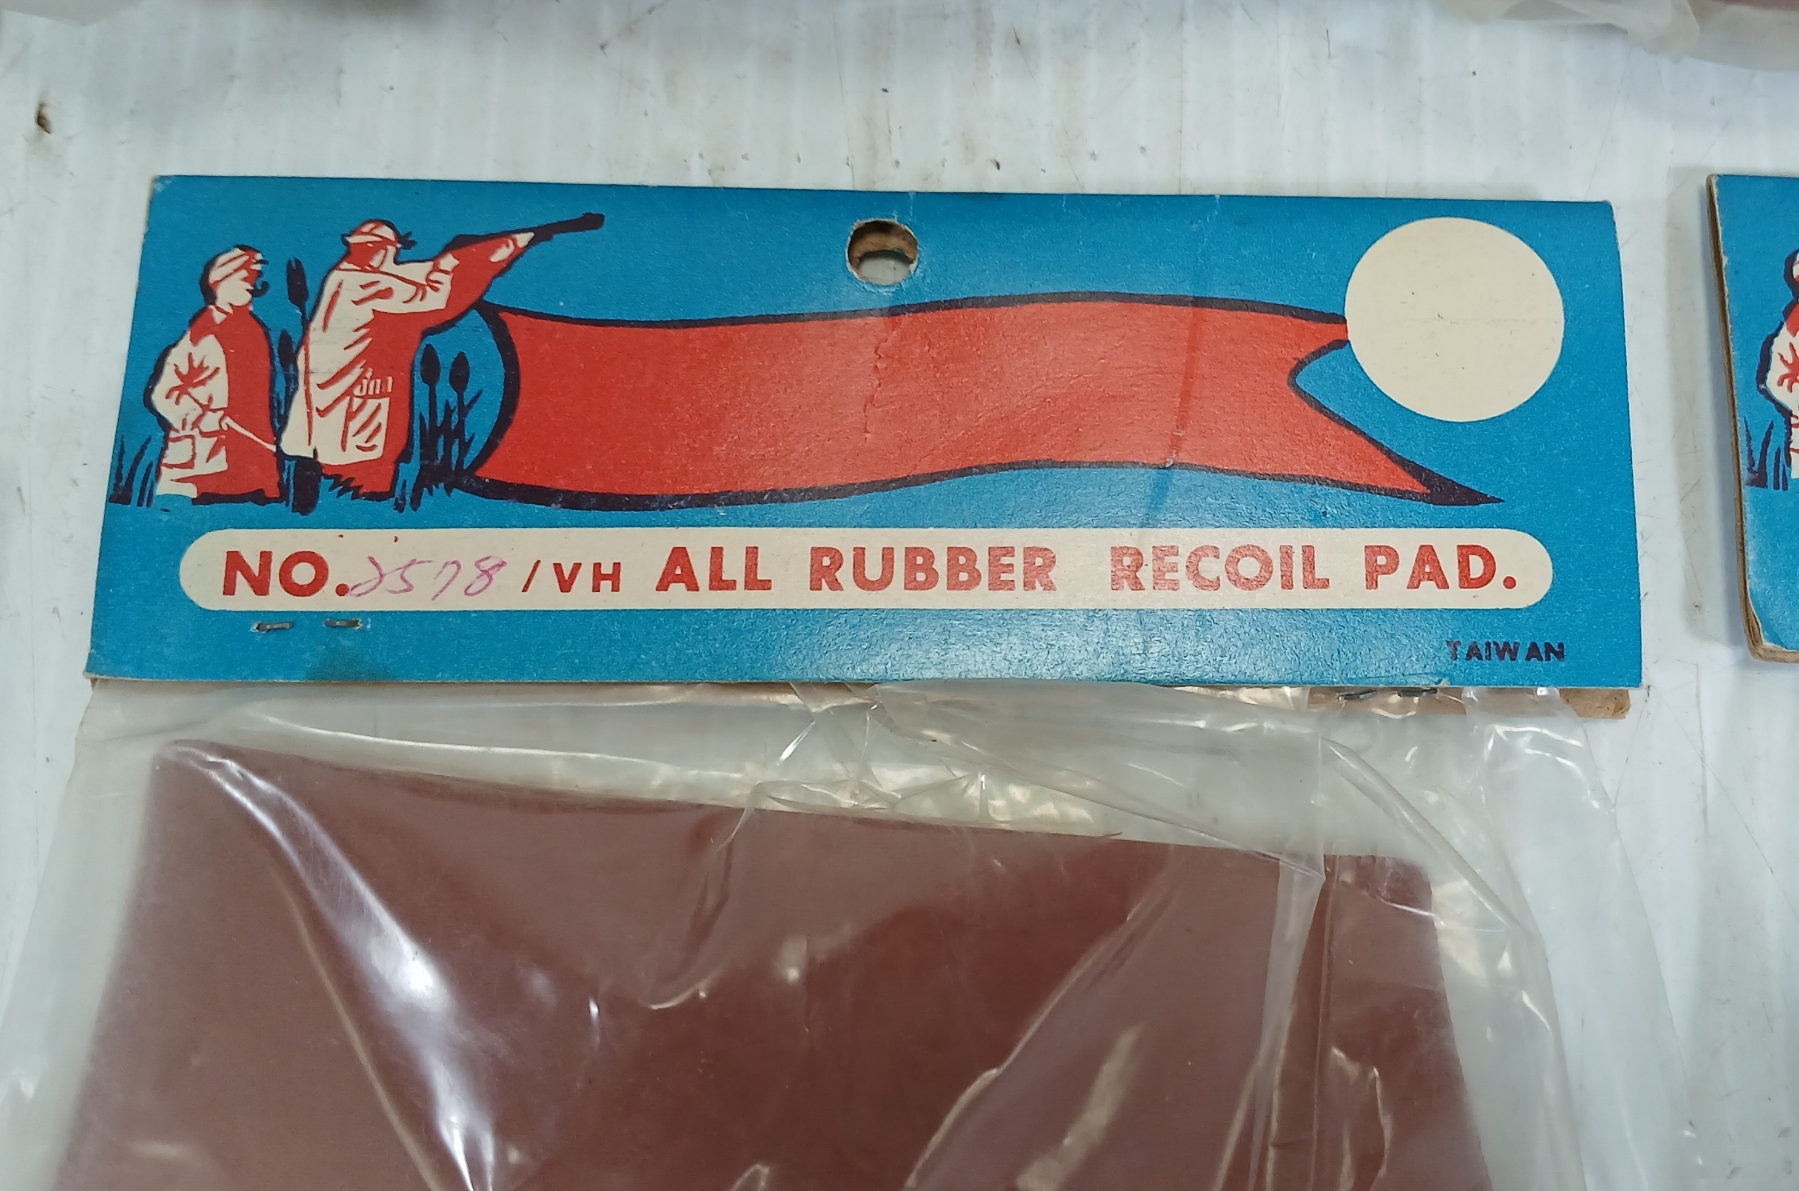 NO. 2578 /VH ALL RUBBER RECOIL PAD.
TAIWAN